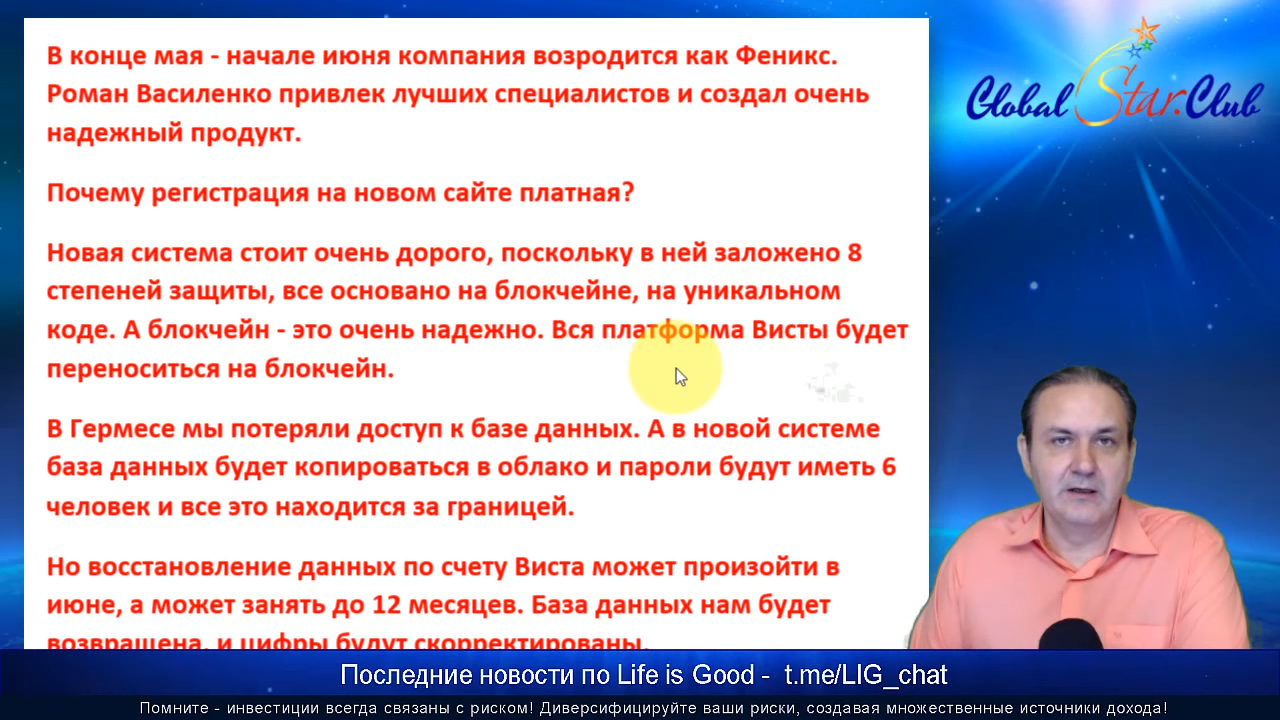 В конце мая - начале июня компания возродится как Феникс.
Роман Василенко привлек лучших специалистов и создал очень
надежный продукт.
Почему регистрация на новом сайте платная?
Новая система стоит очень дорого, поскольку в ней заложено 8
степеней защиты, все основано на блокчейне, на уникальном
коде. А блокчейн - это очень надежно. Вся платформа Висты будет
переноситься на блокчейн.
В Гермесе мы потеряли доступ к базе данных. А в новой системе
база данных будет копироваться в облако и пароли будут иметь 6
человек и все это находится за границей.
Но восстановление данных по счету Виста может произойти в
июне, а может занять до 12 месяцев. База данных нам будет
возвращена, и цифры будут скорректированы.
Global Star.Club
Последние новости по Life is Good - t.me/LIG_chat
Помните - инвестиции всегда связаны с риском! Диверсифицируйте ваши риски, создавая множественные источники дохода!